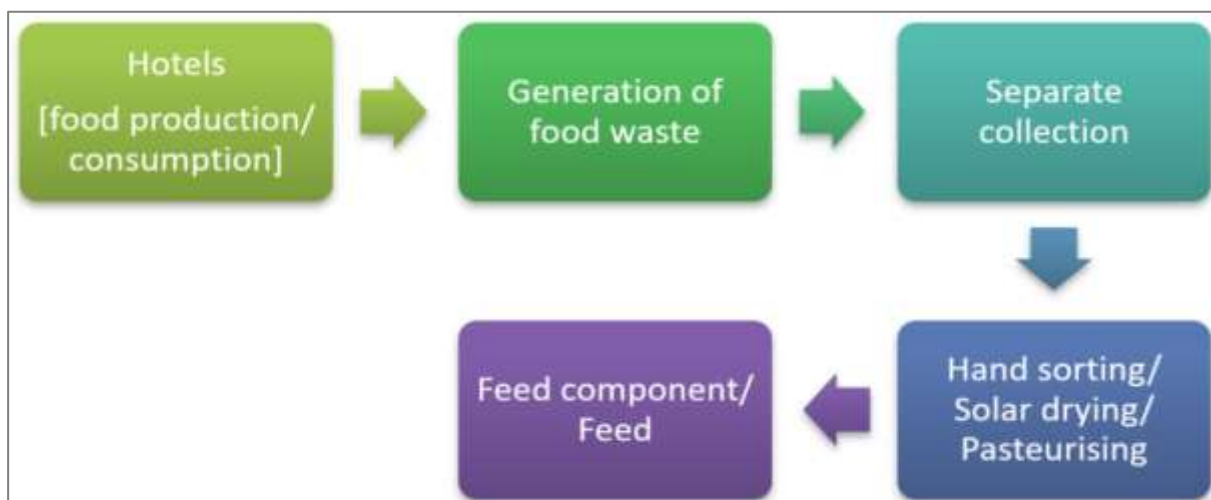 Hotels
[food production/
consumption]
Generation of
food waste
Separate
collection
Hand sorting/
Solar drying/
Pasteurising
Feed component/
Feed